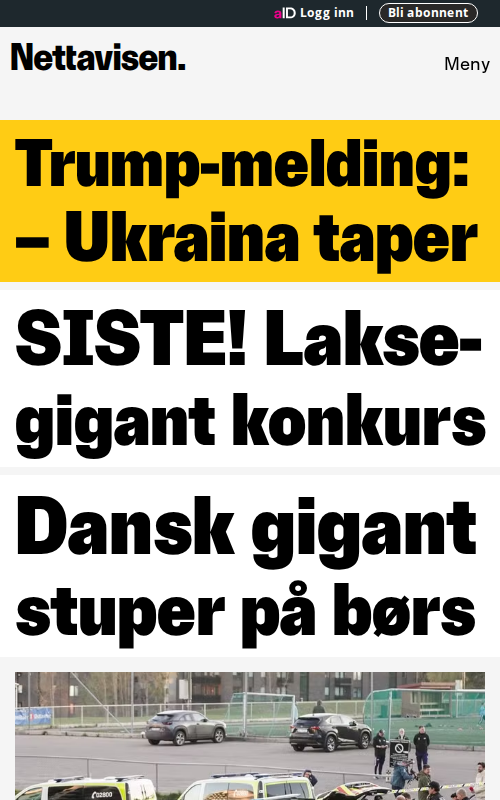 aID Logg inn
Bli abonnent
Nettavisen.
Meny
Trump-melding:
– Ukraina taper
SISTE! Lakse-
gigant konkurs
Dansk gigant
stuper på børs
02800